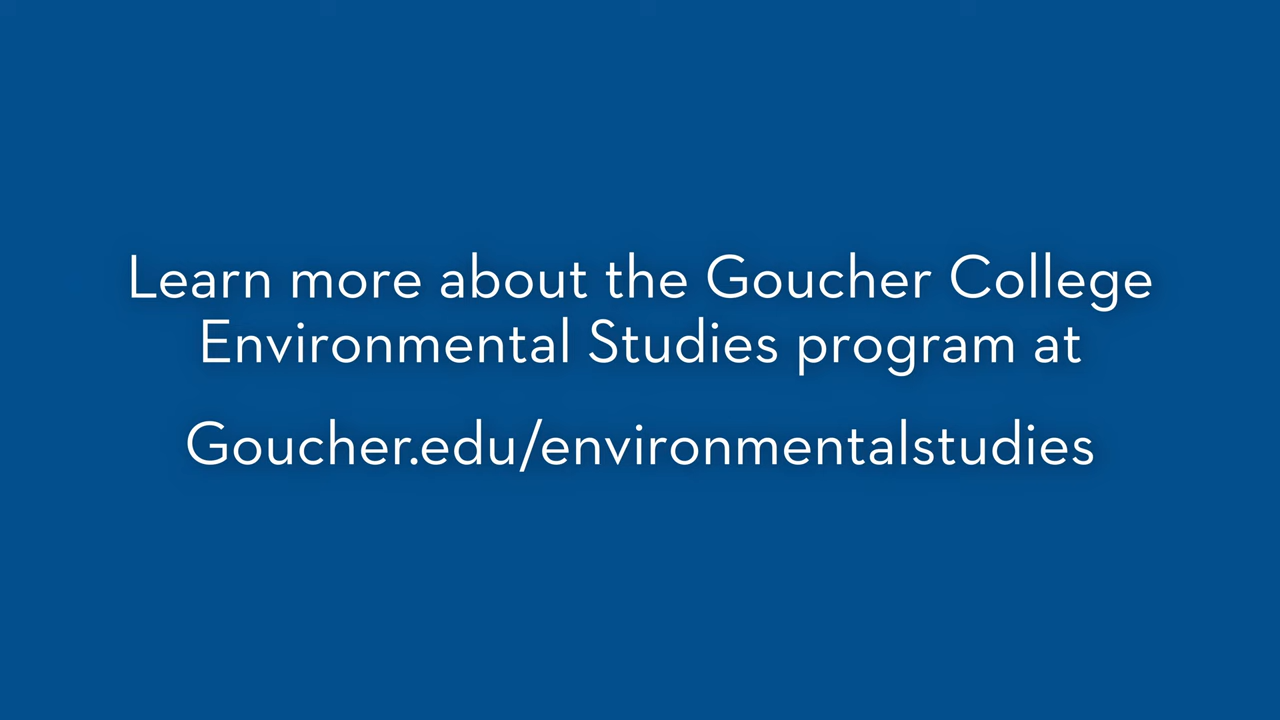 Learn more about the Goucher College
Environmental Studies program at
Goucher.edu/environmentalstudies